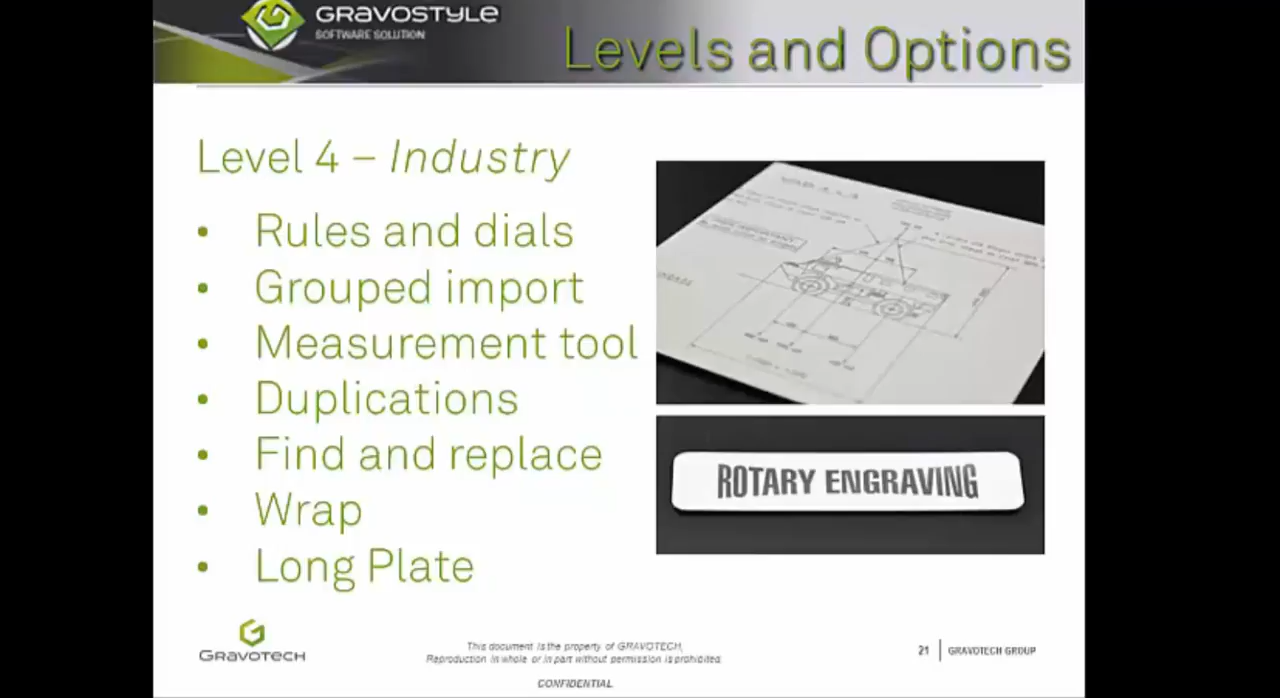 GRAVOSTYLE
SOFTWARE SOLUTION
Levels and Options
Level 4 – Industry
• Rules and dials
• Grouped import
• Measurement tool
• Duplications
• Find and replace
• Wrap
• Long Plate
ROTARY ENGRAVING
GRAVOTECH
This document is the property of GRAVOTECH,
Reproduction in whole or in part without permission is prohibited
CONFIDENTIAL
21 GRAVOTECH GROUP